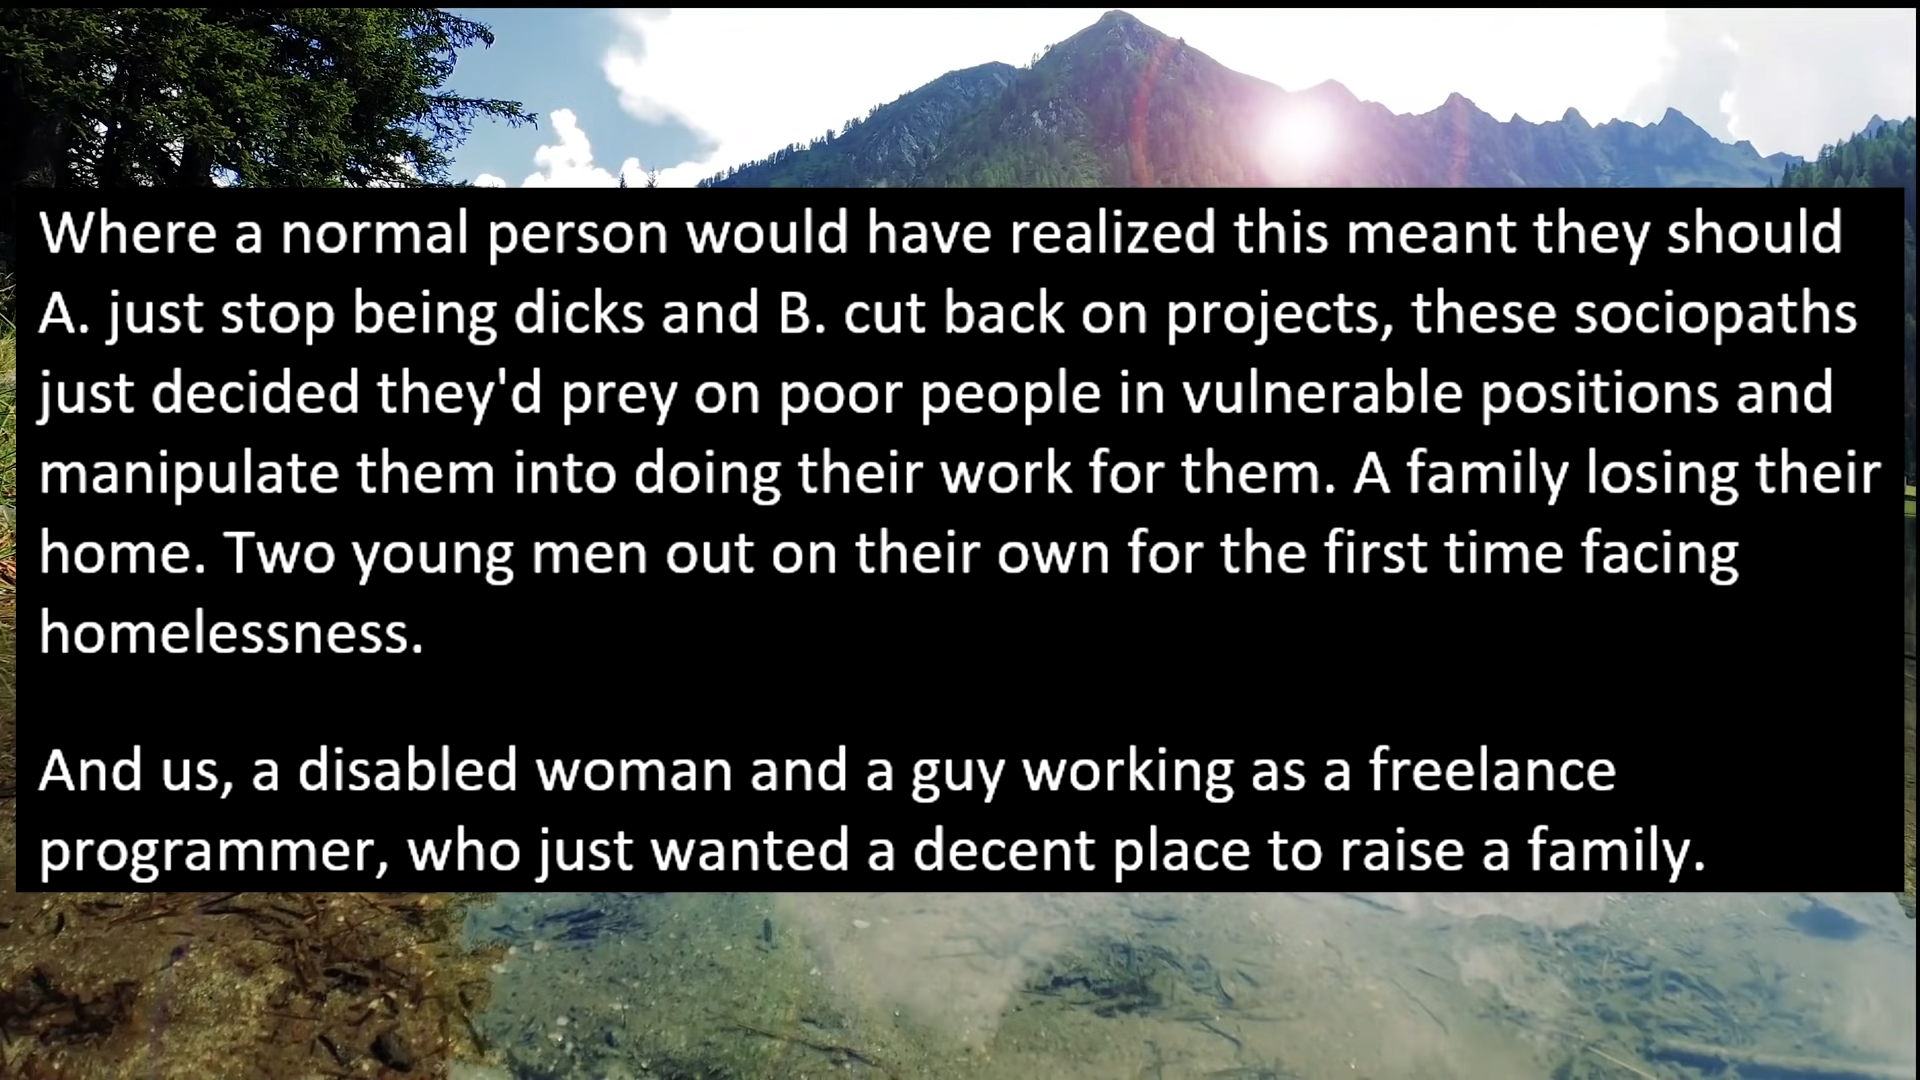 Where a normal person would have realized this meant they should
A. just stop being dicks and B. cut back on projects, these sociopaths
just decided they'd prey on poor people in vulnerable positions and
manipulate them into doing their work for them. A family losing their
home. Two young men out on their own for the first time facing
homelessness.
And us, a disabled woman and a guy working as a freelance
programmer, who just wanted a decent place to raise a family.